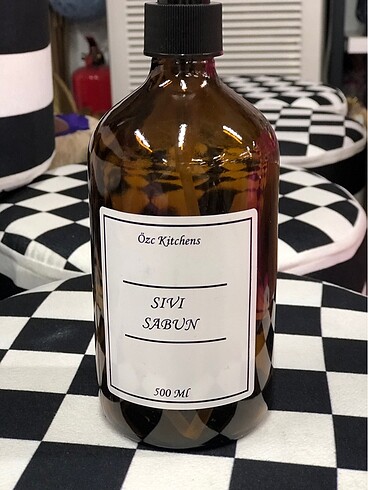 Özc Kitchens
SIVI
SABUN
500 Ml